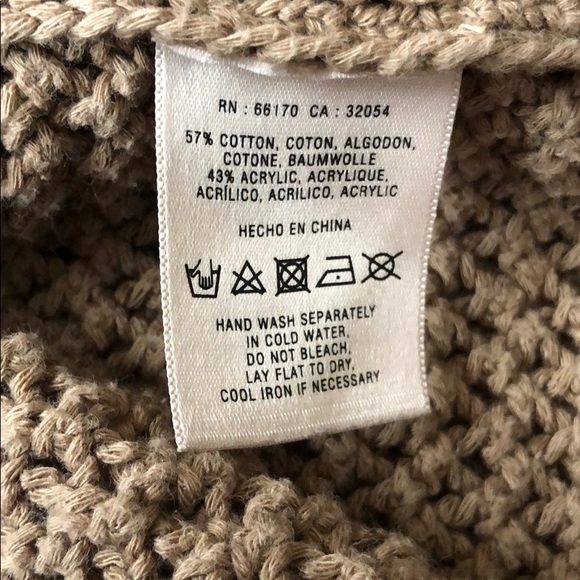 RN : 66170 CA : 32054
57% COTTON, COTON, ALGODON,
COTONE, BAUMWOLLE
43% ACRYLIC, ACRYLIQUE,
ACRÍLICO, ACRILICO, ACRYLIC
HECHO EN CHINA
HAND WASH SEPARATELY
IN COLD WATER,
DO NOT BLEACH,
LAY FLAT TO DRY,
COOL IRON IF NECESSARY